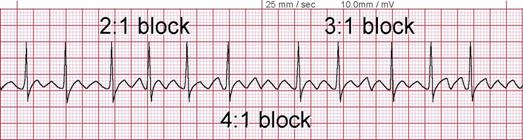 25 mm / sec 10.0mm / mV
2:1 block 3:1 block
4:1 block